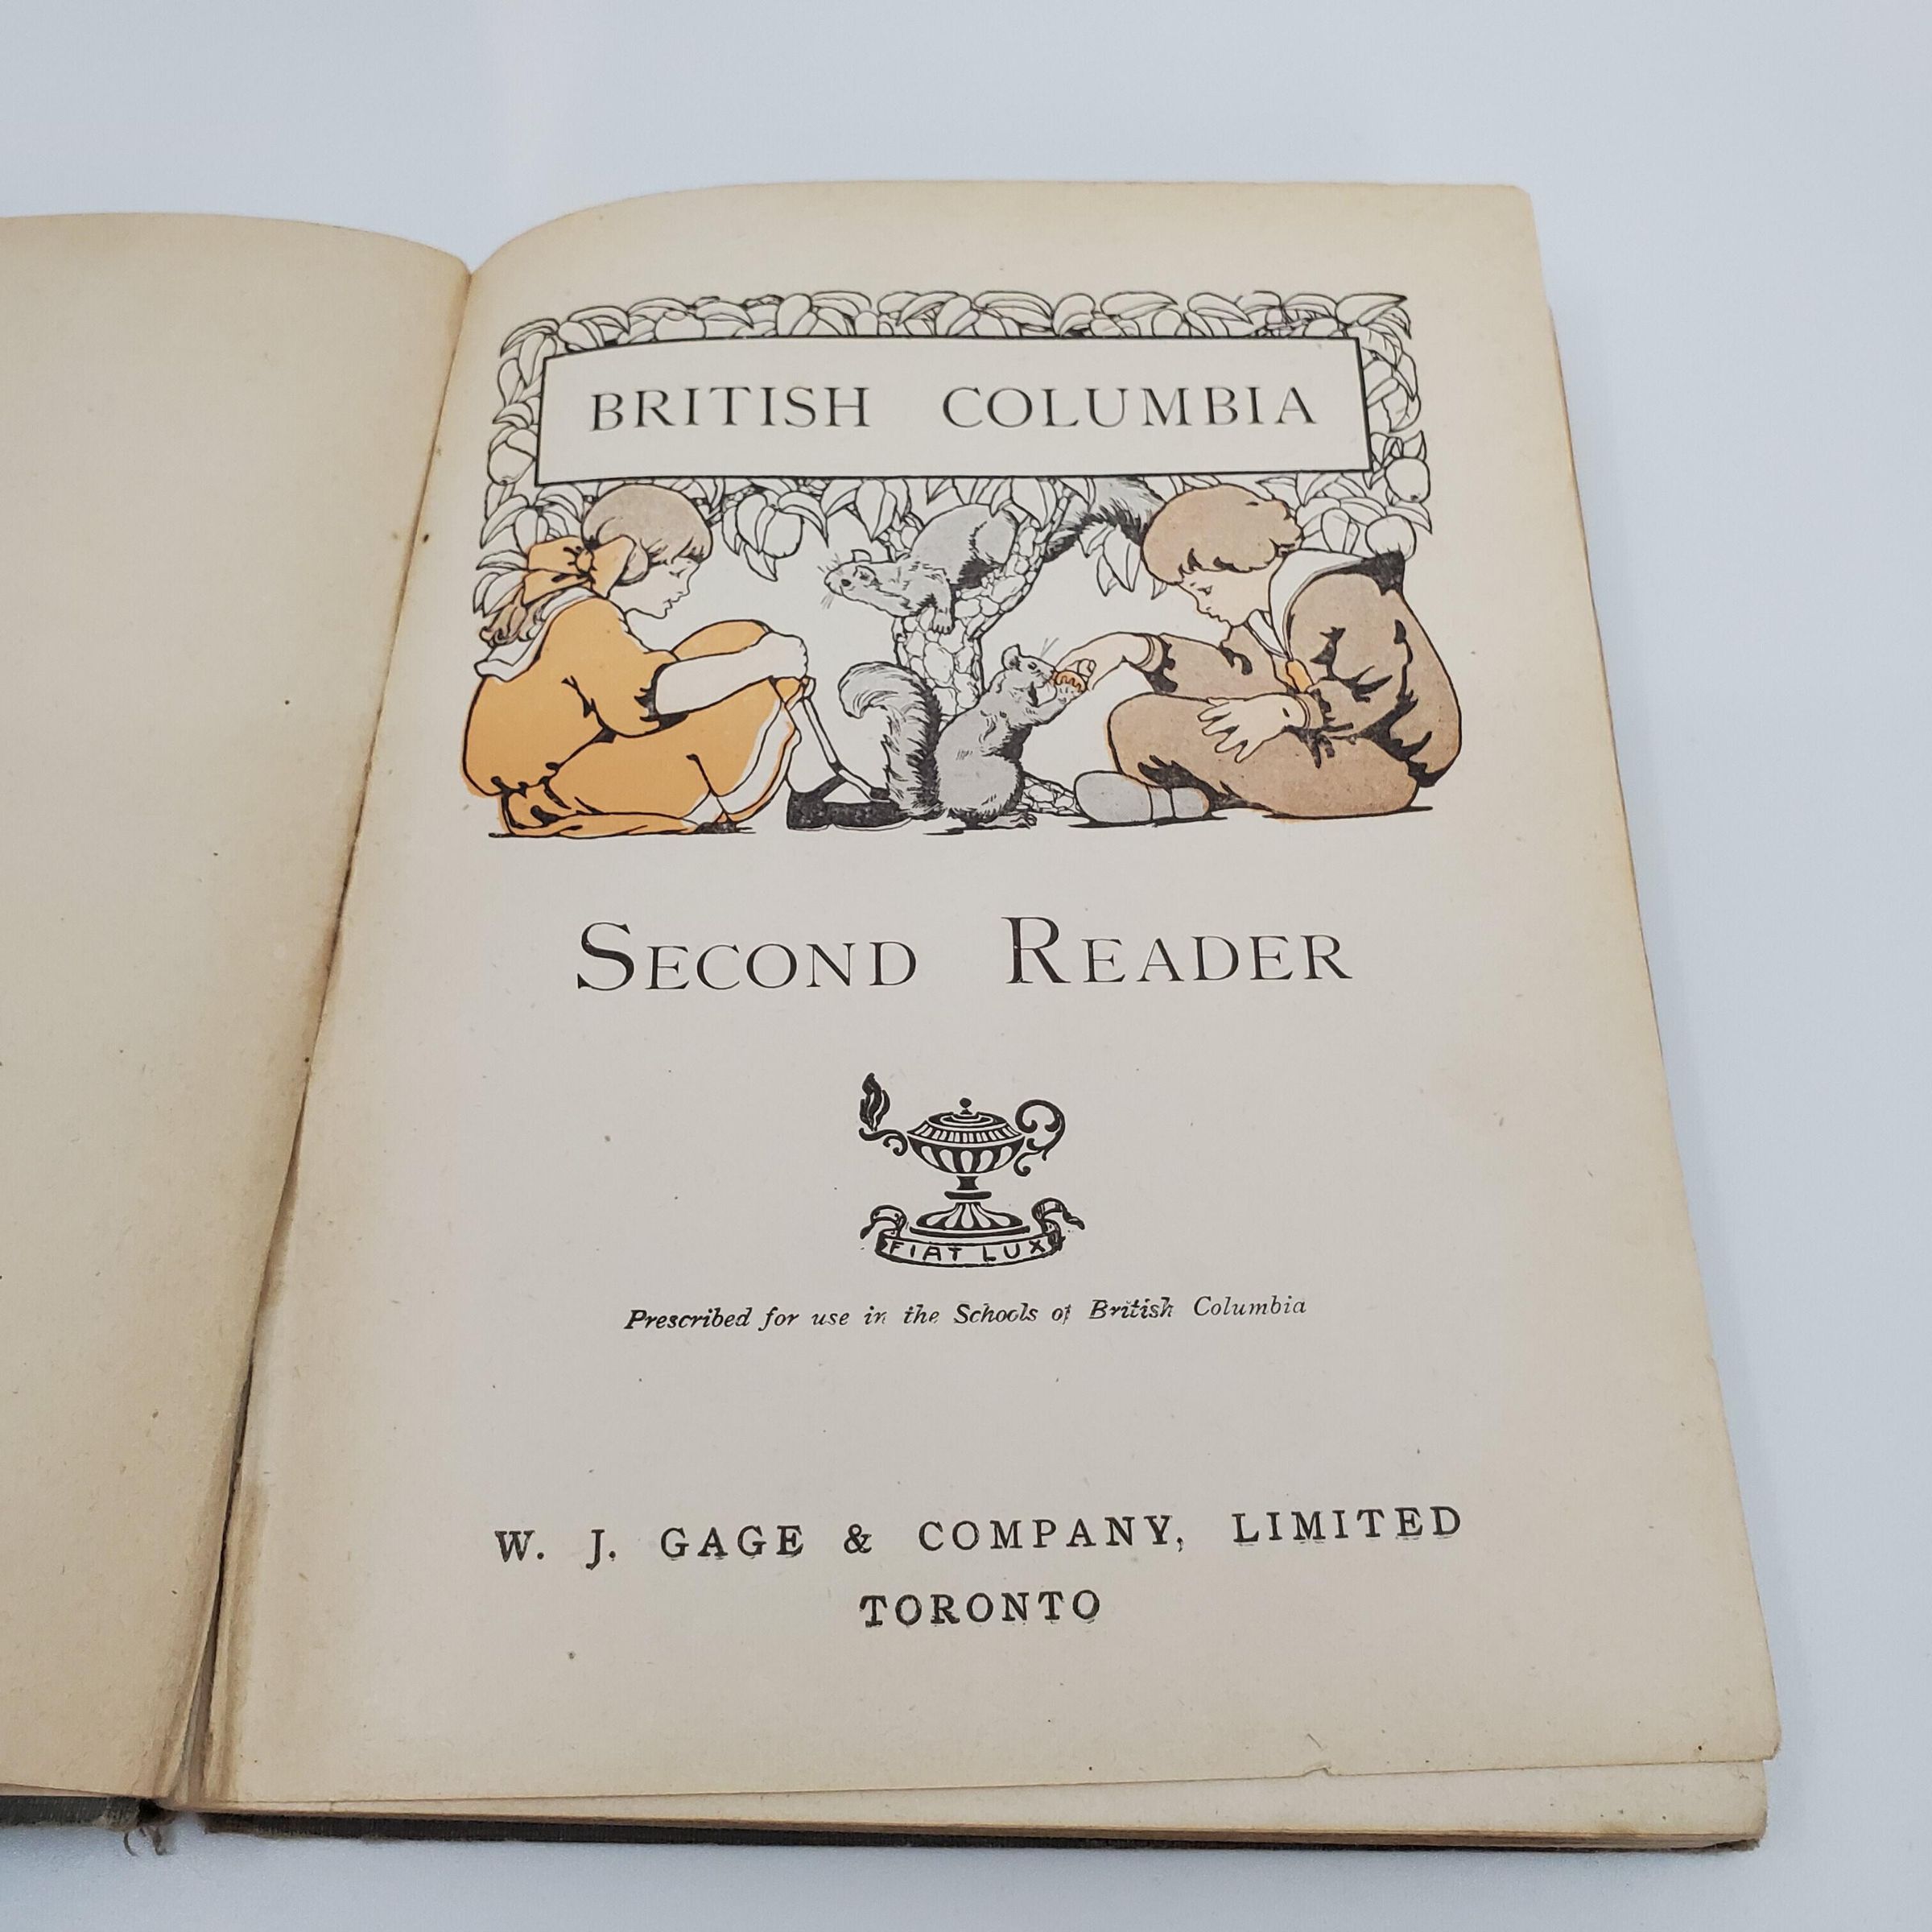 BRITISH COLUMBIA
SECOND READER
FIAT LUX
Prescribed for use in the Schools of British Columbia
W. J. GAGE & COMPANY, LIMITED
TORONTO